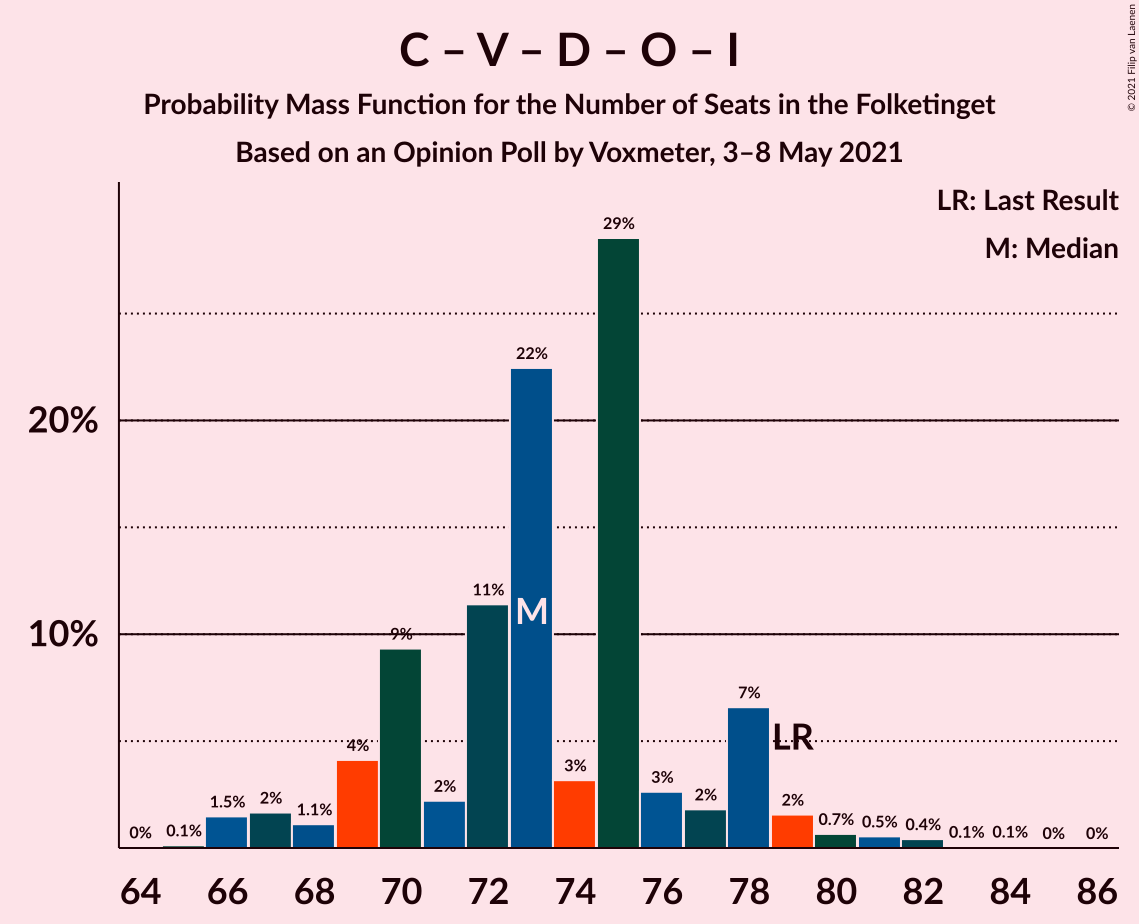 C – V – D – O – I
Probability Mass Function for the Number of Seats in the Folketinget
Based on an Opinion Poll by Voxmeter, 3–8 May 2021
© 2021 Filip van Laenen
LR: Last Result
M: Median
29%
22%
20%
11%
M
10%
9%
7%
LR
4%
3%
3%
2%
2%
2%
2%
1.5%
1.1%
0.7%
0.5%
0.4%
0%
0.1%
0.1%
0.1%
0%
0%
64 66 68 70 72 74 76 78 80 82 84 86